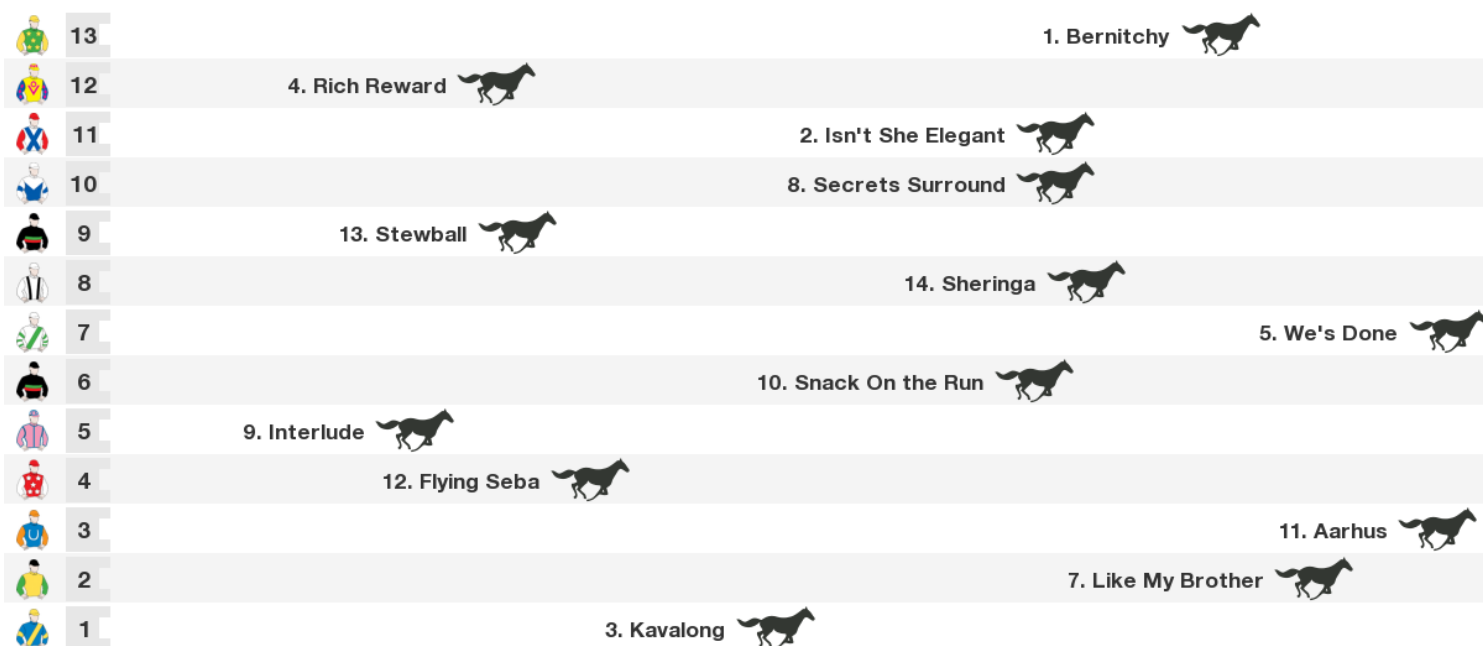 13 1. Bernitchy
12 4. Rich Reward
11 2. Isn't She Elegant
10 8. Secrets Surround
9 13. Stewball
8 14. Sheringa
7 5. We's Done
6 10. Snack On the Run
5 9. Interlude
4 12. Flying Seba
3 11. Aarhus
2 7. Like My Brother
1 3. Kavalong